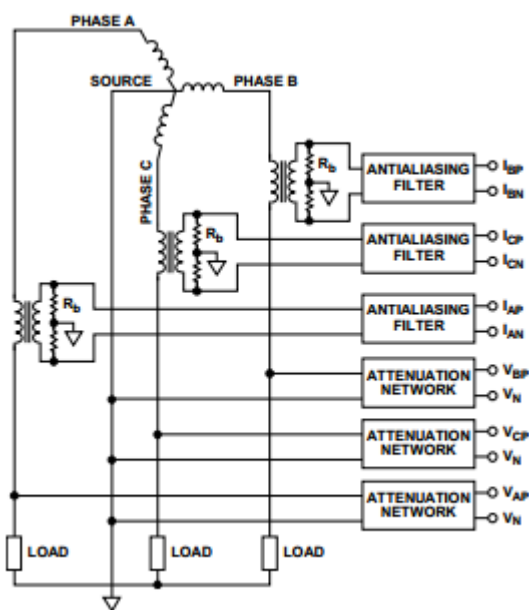 PHASE A
SOURCE
PHASE B
PHASE C
Rb
ANTIALIASING
FILTER
IBP
IBN
Rb
ANTIALIASING
FILTER
ICP
ICN
Rb
ANTIALIASING
FILTER
IAP
IAN
ATTENUATION
NETWORK
VBP
VN
ATTENUATION
NETWORK
VCP
VN
ATTENUATION
NETWORK
VAP
VN
LOAD
LOAD
LOAD